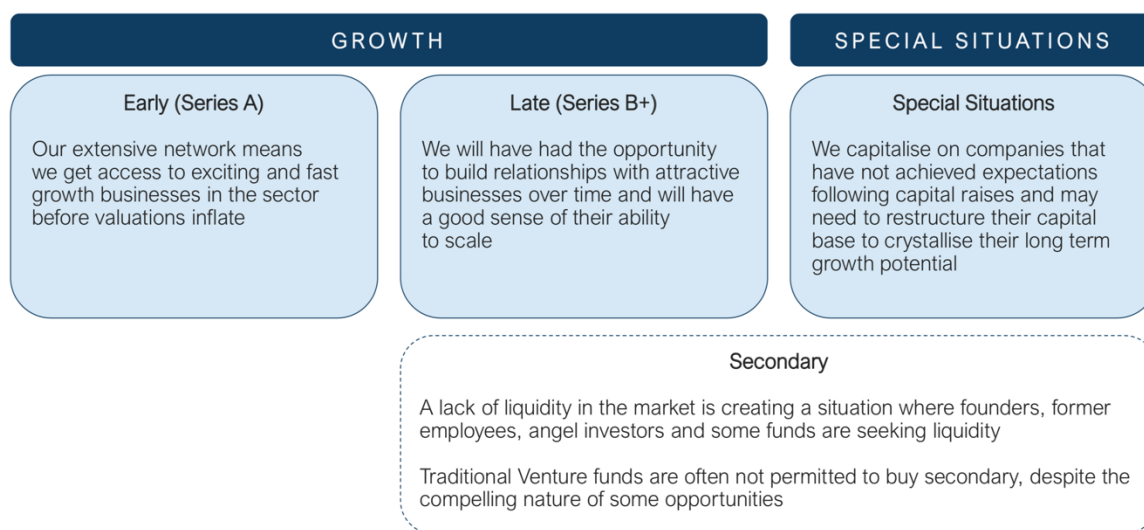 GROWTH
SPECIAL SITUATIONS
Early (Series A)
Our extensive network means
we get access to exciting and fast
growth businesses in the sector
before valuations inflate
Late (Series B+)
We will have had the opportunity
to build relationships with attractive
businesses over time and will have
a good sense of their ability
to scale
Special Situations
We capitalise on companies that
have not achieved expectations
following capital raises and may
need to restructure their capital
base to crystallise their long term
growth potential
Secondary
A lack of liquidity in the market is creating a situation where founders, former
employees, angel investors and some funds are seeking liquidity
Traditional Venture funds are often not permitted to buy secondary, despite the
compelling nature of some opportunities